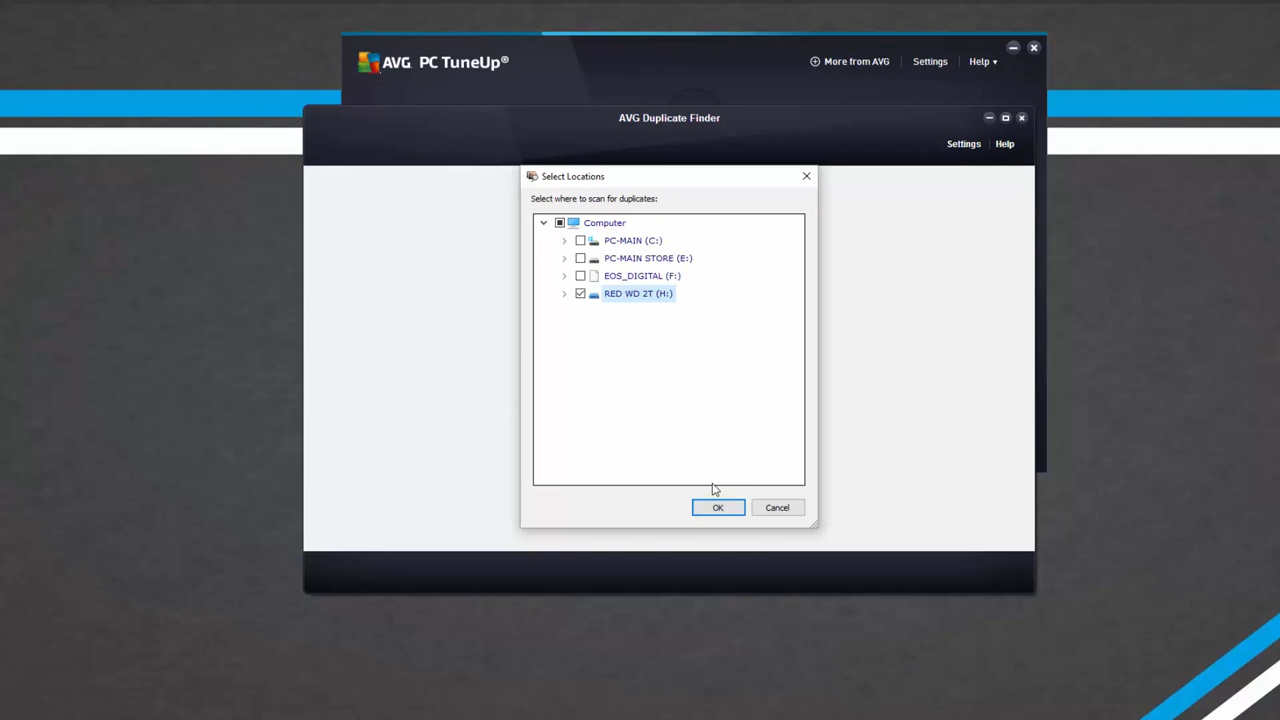 AVG PC TuneUp®
More from AVG Settings Help
AVG Duplicate Finder
Settings Help
Select Locations
Select where to scan for duplicates:
Computer
PC-MAIN (C:)
PC-MAIN STORE (E:)
EOS_DIGITAL (F:)
RED WD 2T (H:)
OK Cancel